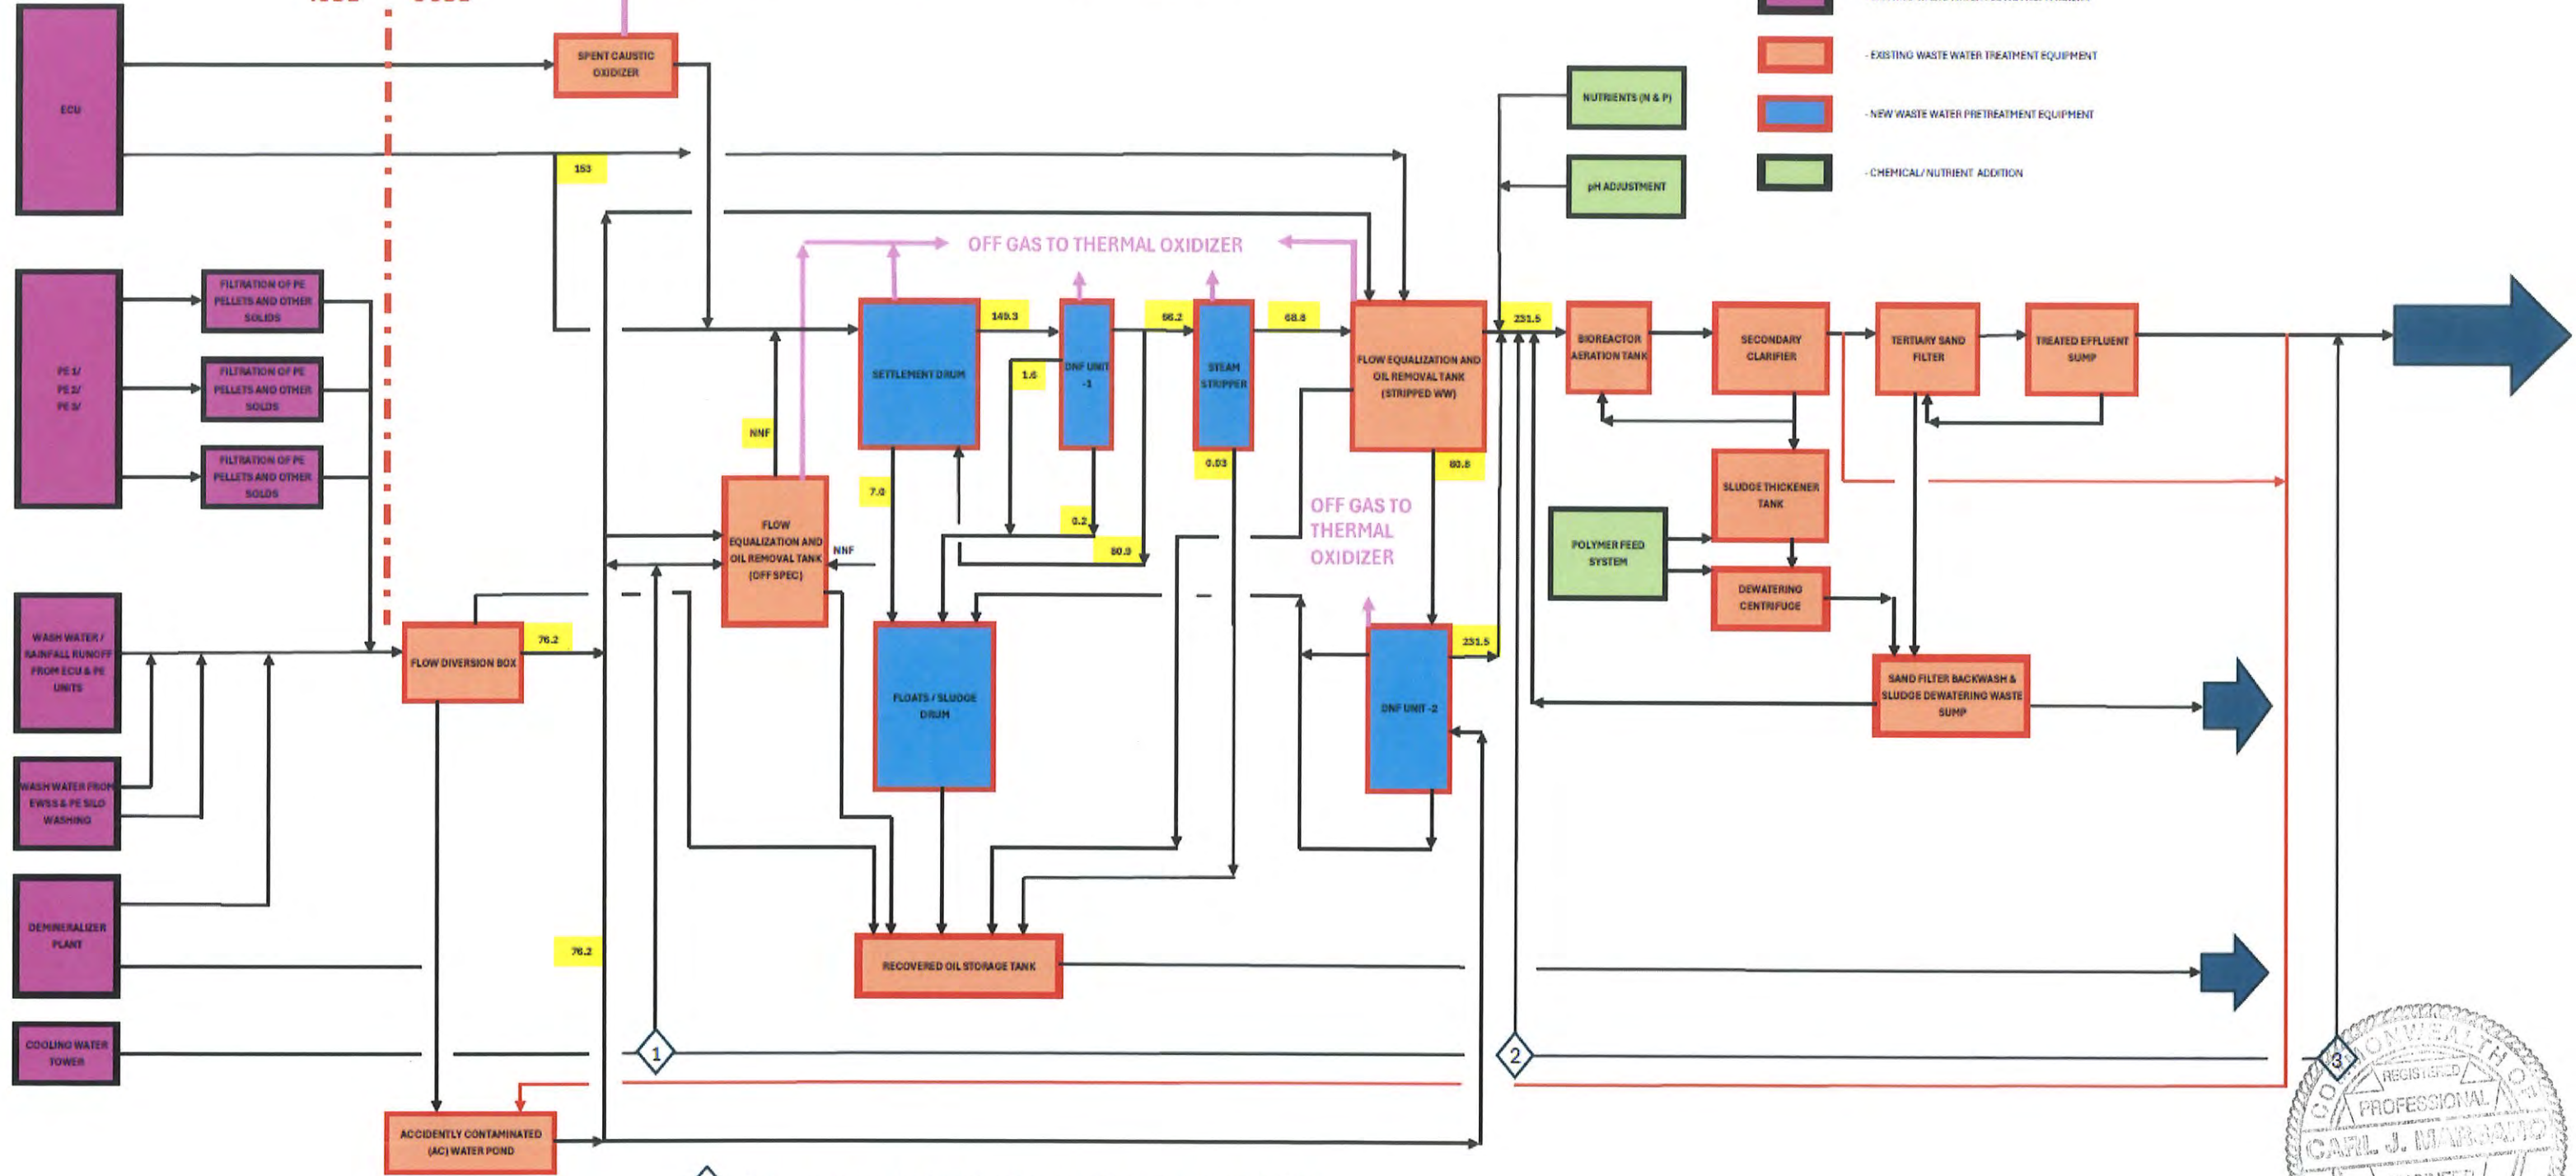 ECU
SPENT CAUSTIC
OXIDIZER
- EXISTING WASTE WATER TREATMENT EQUIPMENT
- NEW WASTE WATER PRETREATMENT EQUIPMENT
- CHEMICAL/ NUTRIENT ADDITION
NUTRIENTS (N & P)
pH ADJUSTMENT
153
OFF GAS TO THERMAL OXIDIZER
PE 1/
PE 2/
PE 3/
FILTRATION OF PE
PELLETS AND OTHER
SOLIDS
FILTRATION OF PE
PELLETS AND OTHER
SOLDS
FILTRATION OF PE
PELLETS AND OTHER
SOLDS
SETTLEMENT DRUM
149.3
DNF UNIT
-1
1.6
66.2
STEAM
STRIPPER
68.8
FLOW EQUALIZATION AND
OIL REMOVAL TANK
(STRIPPED WW)
231.5
BIOREACTOR
AERATION TANK
SECONDARY
CLARIFIER
TERTIARY SAND
FILTER
TREATED EFFLUENT
SUMP
NNF
7.0
0.2
80.9
0.03
80.8
FLOW
EQUALIZATION AND
OIL REMOVAL TANK
(OFF SPEC)
NNF
OFF GAS TO
THERMAL
OXIDIZER
SLUDGE THICKENER
TANK
POLYMER FEED
SYSTEM
DEWATERING
CENTRIFUGE
WASH WATER /
RAINFALL RUNOFF
FROM ECU & PE
UNITS
FLOW DIVERSION BOX
76.2
FLOATS / SLUDGE
DRUM
DNF UNIT -2
231.5
SAND FILTER BACKWASH &
SLUDGE DEWATERING WASTE
SUMP
WASH WATER FROM
EWSS & PE SILO
WASHING
DEMINERALIZER
PLANT
76.2
RECOVERED OIL STORAGE TANK
COOLING WATER
TOWER
1
2
3
ACCIDENTLY CONTAMINATED
(AC) WATER POND
COMMONWEALTH OF
REGISTERED
PROFESSIONAL
CARL J. MARSANO